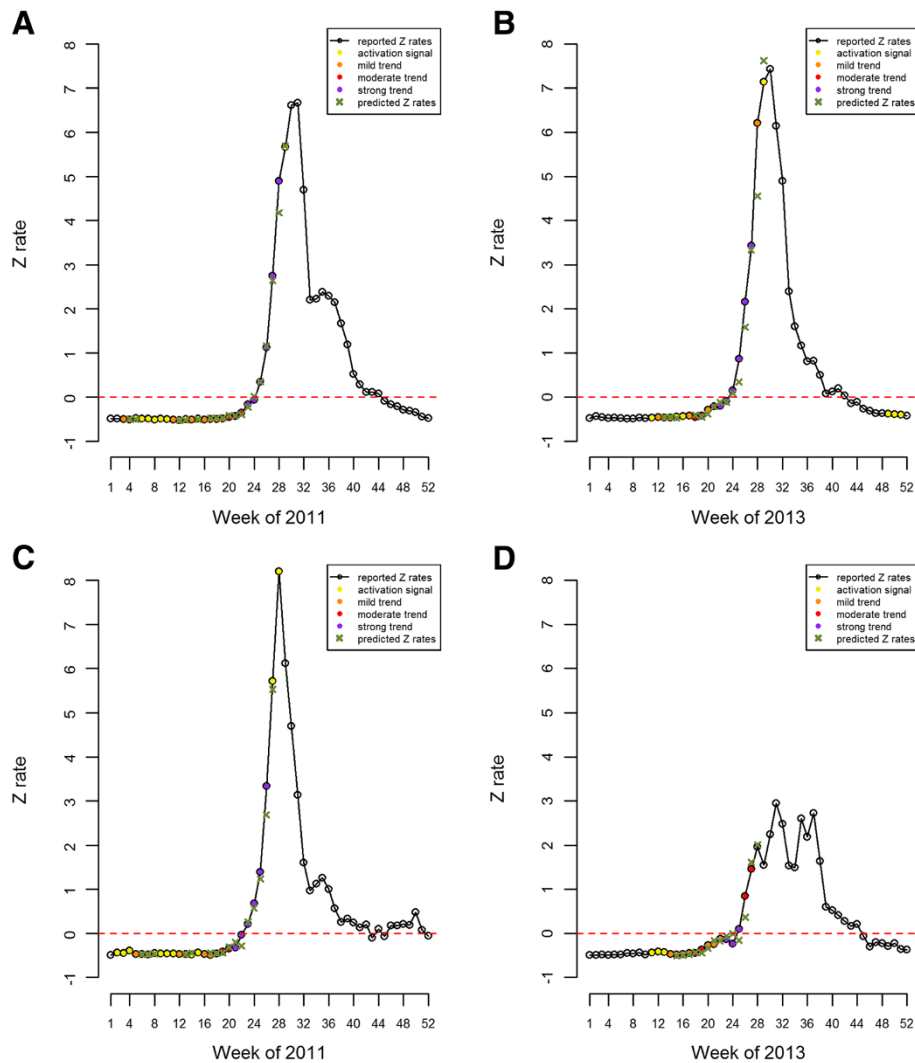 A
8
7
6
5
4
3
2
1
0
-1
Z rate
reported Z rates
activation signal
mild trend
moderate trend
strong trend
predicted Z rates
1 4 8 12 16 20 24 28 32 36 40 44 48 52
Week of 2011
B
8
7
6
5
4
3
2
1
0
-1
Z rate
reported Z rates
activation signal
mild trend
moderate trend
strong trend
predicted Z rates
1 4 8 12 16 20 24 28 32 36 40 44 48 52
Week of 2013
C
8
7
6
5
4
3
2
1
0
-1
Z rate
reported Z rates
activation signal
mild trend
moderate trend
strong trend
predicted Z rates
1 4 8 12 16 20 24 28 32 36 40 44 48 52
Week of 2011
D
8
7
6
5
4
3
2
1
0
-1
Z rate
reported Z rates
activation signal
mild trend
moderate trend
strong trend
predicted Z rates
1 4 8 12 16 20 24 28 32 36 40 44 48 52
Week of 2013